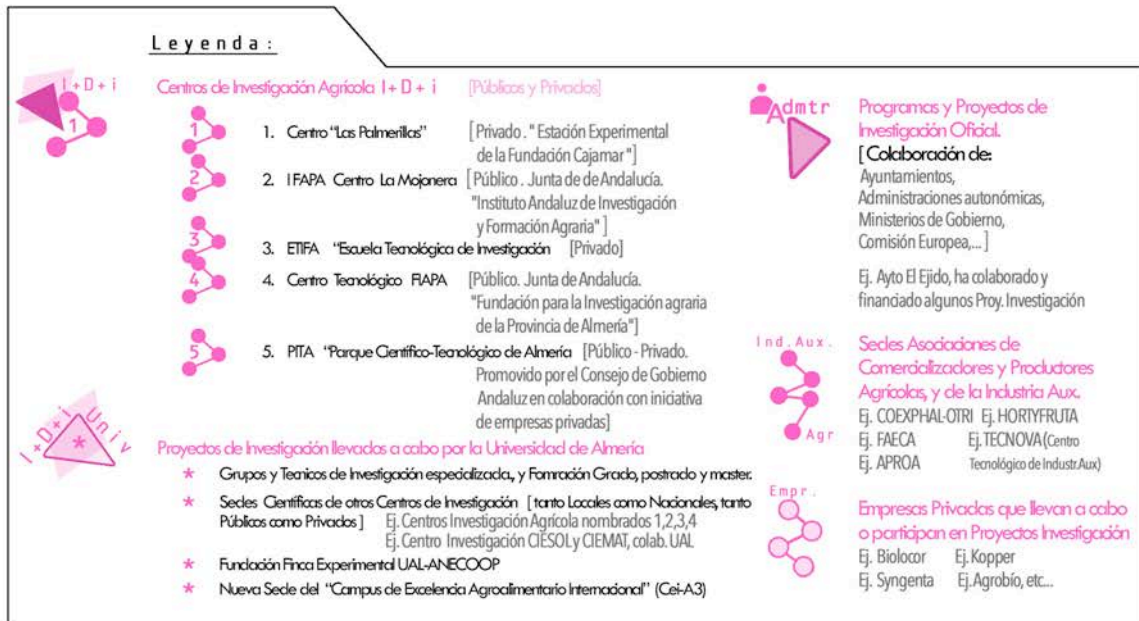 Leyenda:
I+D+i
1
Centros de Investigación Agrícola I+D+i [Públicos y Privados]
1
1. Centro "Las Palmerillas" [Privado. "Estación Experimental
de la Fundación Cajamar"]
2
2. IFAPA Centro La Mojonera [Público. Junta de de Andalucía.
"Instituto Andaluz de Investigación
y Formación Agraria"]
3
3. ETIFA "Escuela Tecnológica de Investigación [Privado]
4
4. Centro Tecnológico FIAPA [Público. Junta de Andalucía.
"Fundación para la Investigación agraria
de la Provincia de Almería"]
5
5. PITA "Parque Científico-Tecnológico de Almería [Público - Privado.
Promovido por el Consejo de Gobierno
Andaluz en colaboración con iniciativa
de empresas privadas]
I+D+i Univ
*
Proyectos de Investigación llevados a cabo por la Universidad de Almería
* Grupos y Tecnicos de Investigación especializada, y Fomración Grado, postrado y master.
* Sedes Científicas de otros Centros de Investigación [tanto Locales como Nacionales, tanto
Públicos como Privados] Ej. Centros Investigación Agrícola nombrados 1,2,3,4
Ej. Centro Investigación CIESOL y CIEMAT, colab. UAL
* Fundación Finca Experimental UAL-ANECOOP
* Nueva Sede del "Campus de Excelencia Agroalimentario Internacional" (Cei-A3)
Admtr
Programas y Proyectos de
Investigación Oficial.
[Colaboración de:
Ayuntamientos,
Administraciones autonómicas,
Ministerios de Gobierno,
Comisión Europea,...]
Ej. Ayto El Ejido, ha colaborado y
financiado algunos Proy. Investigación
Ind.Aux.
Agr
Sedes Asociaciones de
Comercializadores y Productores
Agrícolas, y de la Industria Aux.
Ej. COEXPHAL-OTRI Ej. HORTYFRUTA
Ej. FAECA Ej. TECNOVA (Centro
Ej. APROA Tecnológico de Industr.Aux)
Empr.
Empresas Privadas que llevan a cabo
o participan en Proyectos Investigación
Ej. Biolocor Ej. Kopper
Ej. Syngenta Ej. Agrobío, etc...